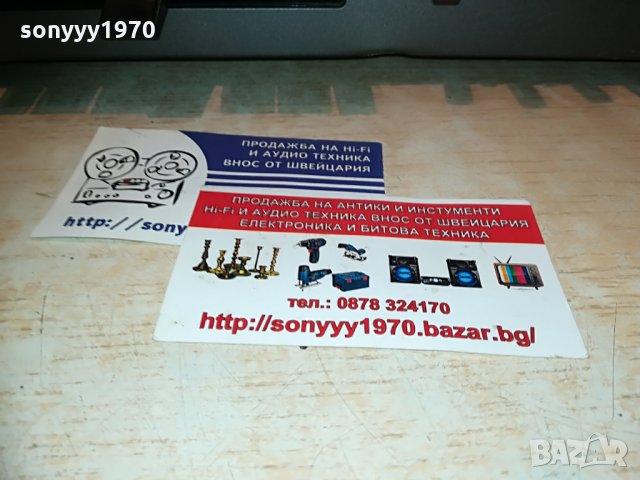 sonyyy1970
ПРОДАЖБА НА Hi-Fi
И АУДИО ТЕХНИКА
ВНОС ОТ ШВЕЙЦАРИЯ
http://sony
ПРОДАЖБА НА АНТИКИ И ИНСТУМЕНТИ
Hi-Fi И АУДИО ТЕХНИКА ВНОС ОТ ШВЕЙЦАРИЯ
ЕЛЕКТРОНИКА И БИТОВА ТЕХНИКА
тел.: 0878 324170
http://sonyyy1970.bazar.bg/
BAZAR